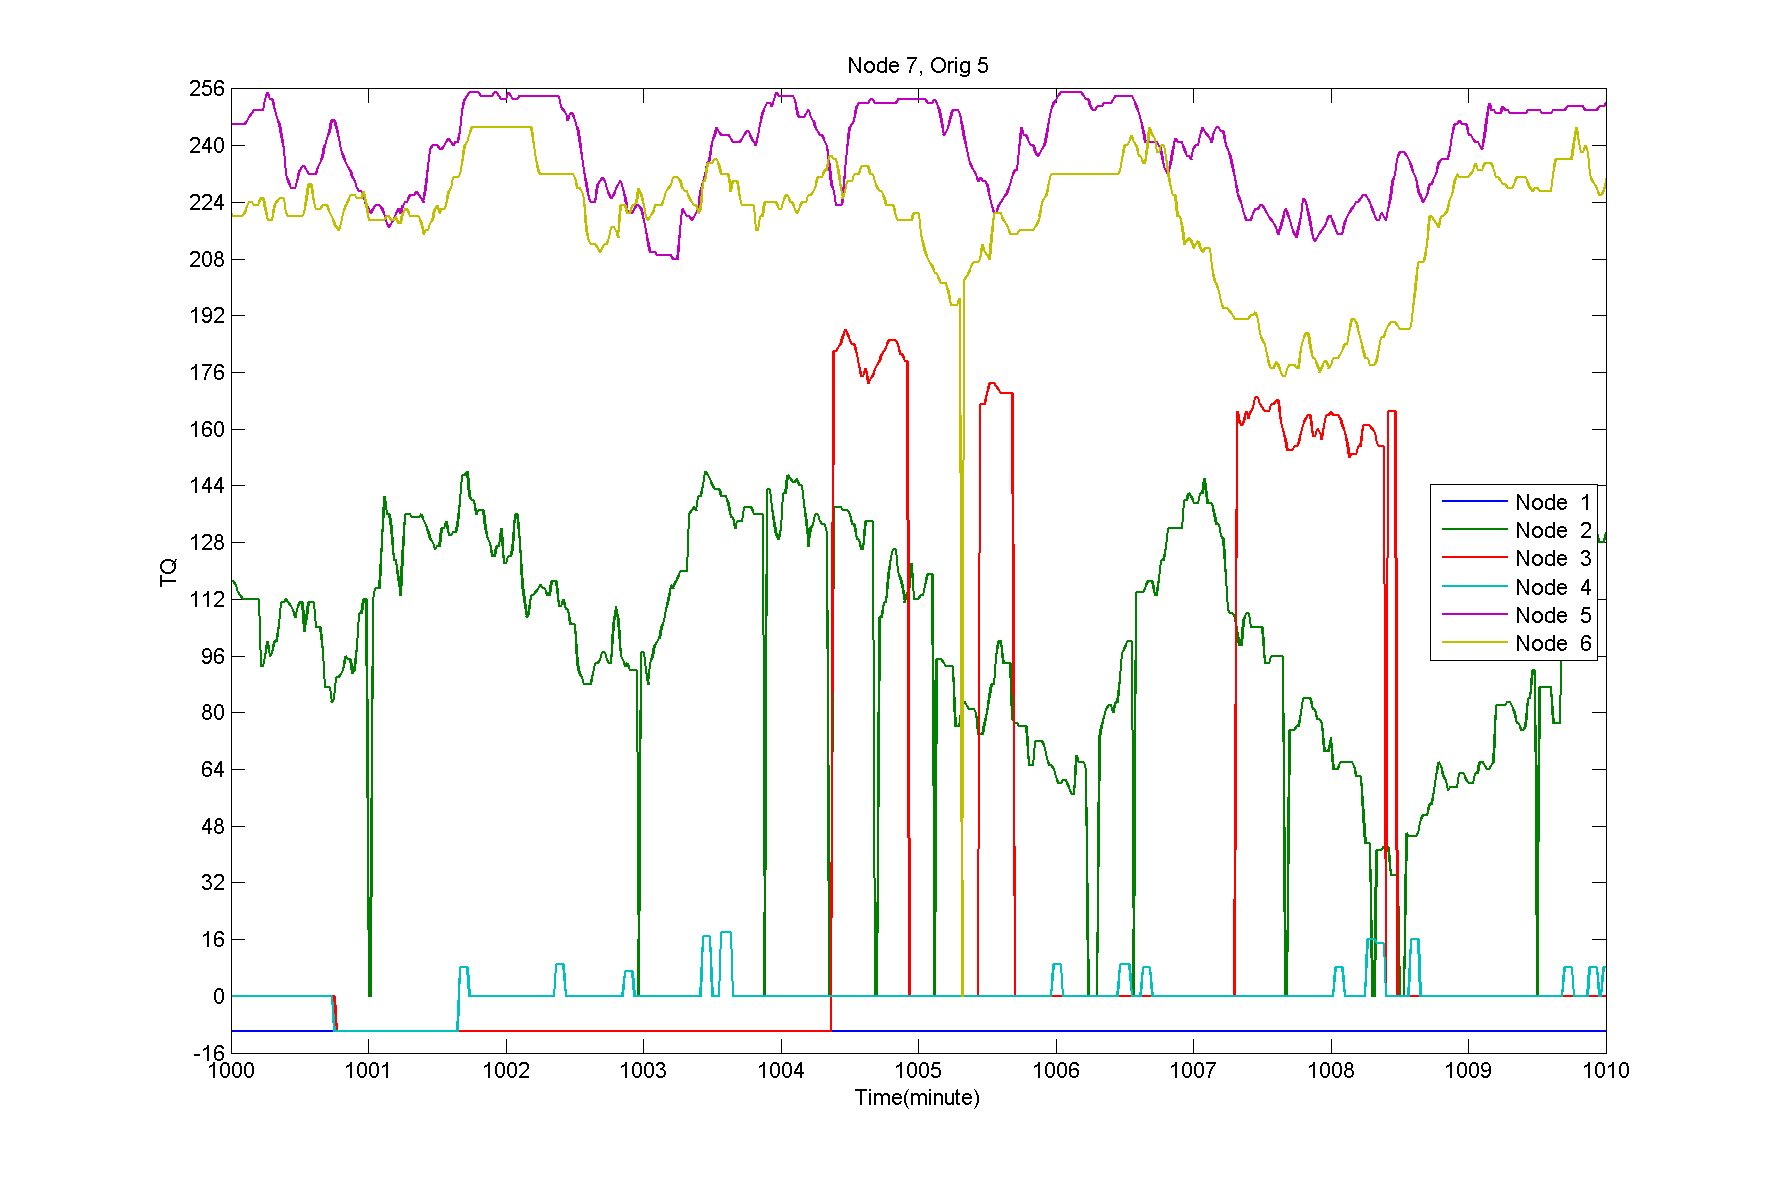 Node 7, Orig 5
256
240
224
208
192
176
160
144
128
112
96
80
64
48
32
16
0
-16
TQ
Node 1
Node 2
Node 3
Node 4
Node 5
Node 6
1000 1001 1002 1003 1004 1005 1006 1007 1008 1009 1010
Time(minute)